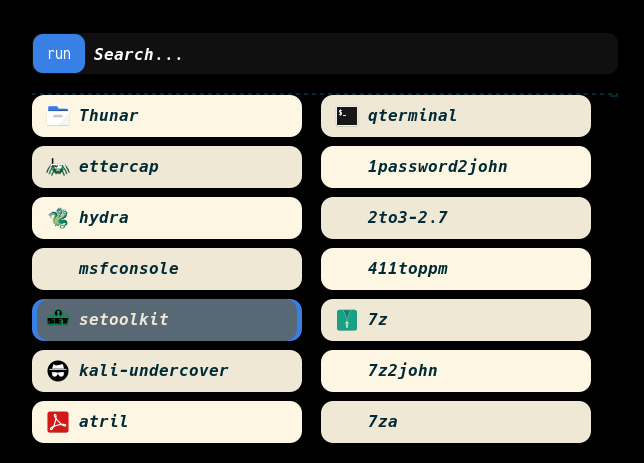 run Search...
Thunar
ettercap
hydra
msfconsole
setoolkit
kali-undercover
atril
qterminal
1password2john
2to3-2.7
411toppm
7z
7z2john
7za